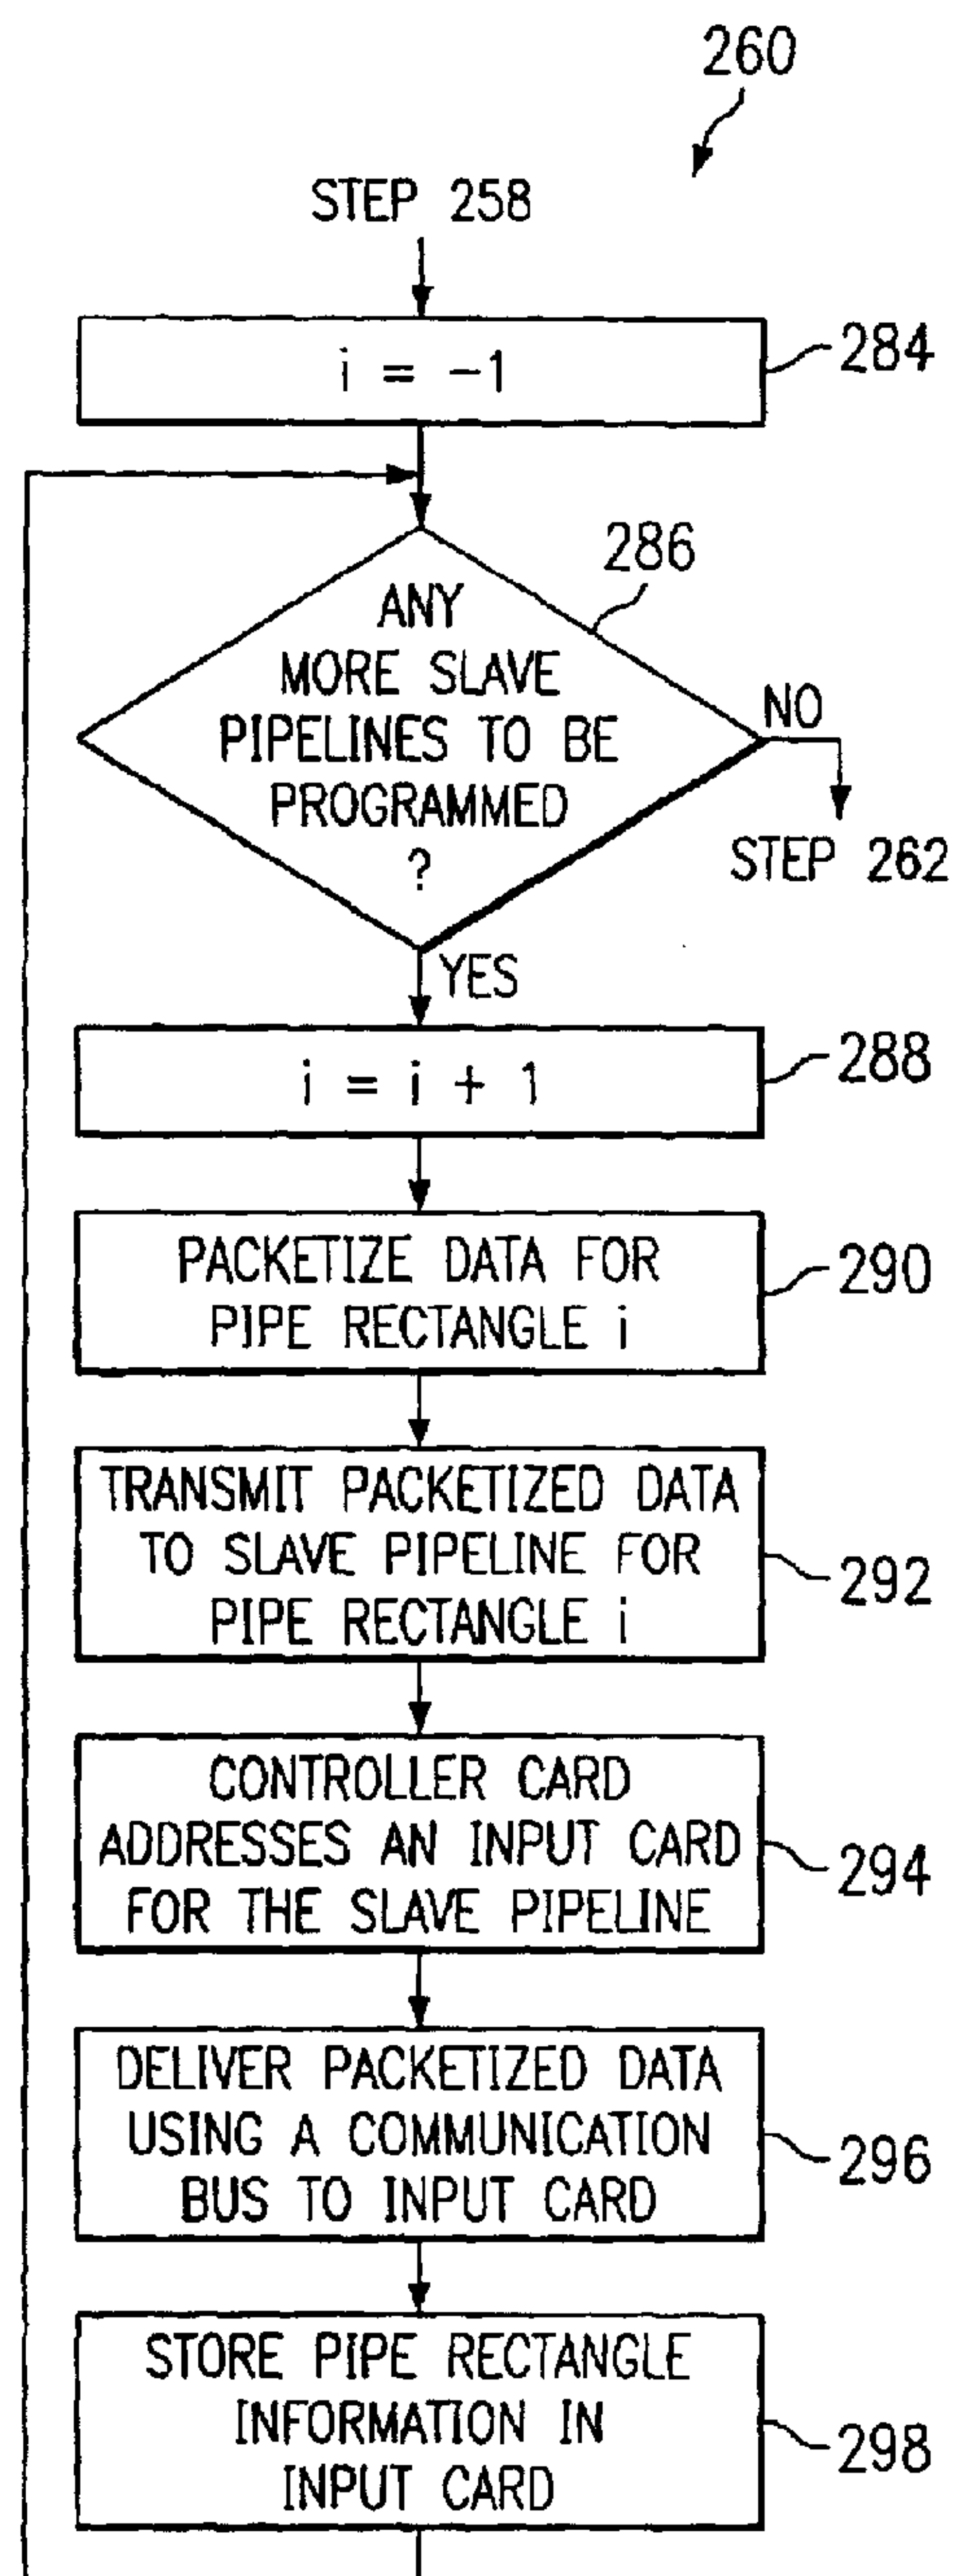 260
STEP 258
i = -1
284
286
ANY
MORE SLAVE
PIPELINES TO BE
PROGRAMMED
?
NO
STEP 262
YES
i = i + 1
288
PACKETIZE DATA FOR
PIPE RECTANGLE i
290
TRANSMIT PACKETIZED DATA
TO SLAVE PIPELINE FOR
PIPE RECTANGLE i
292
CONTROLLER CARD
ADDRESSES AN INPUT CARD
FOR THE SLAVE PIPELINE
294
DELIVER PACKETIZED DATA
USING A COMMUNICATION
BUS TO INPUT CARD
296
STORE PIPE RECTANGLE
INFORMATION IN
INPUT CARD
298